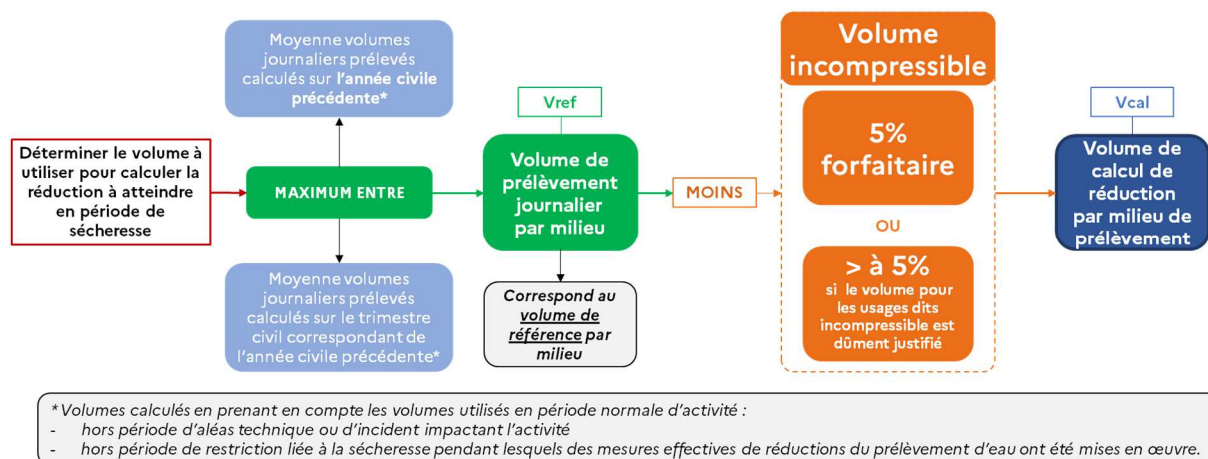 Déterminer le volume à
utiliser pour calculer la
réduction à atteindre
en période de
sécheresse
Moyenne volumes
journaliers prélevés
calculés sur l'année civile
précédente*
MAXIMUM ENTRE
Moyenne volumes
journaliers prélevés
calculés sur le trimestre
civil correspondant de
l'année civile précédente*
Vref
Volume de
prélèvement
journalier
par milieu
Correspond au
volume de
référence par
milieu
MOINS
Volume
incompressible
5%
forfaitaire
OU
> à 5%
si le volume pour
les usages dits
incompressible est
dûment justifié
Vcal
Volume de
calcul de
réduction
par milieu de
prélèvement
* Volumes calculés en prenant en compte les volumes utilisés en période normale d'activité :
- hors période d'aléas technique ou d'incident impactant l'activité
- hors période de restriction liée à la sécheresse pendant lesquels des mesures effectives de réductions du prélèvement d'eau ont été mises en œuvre.